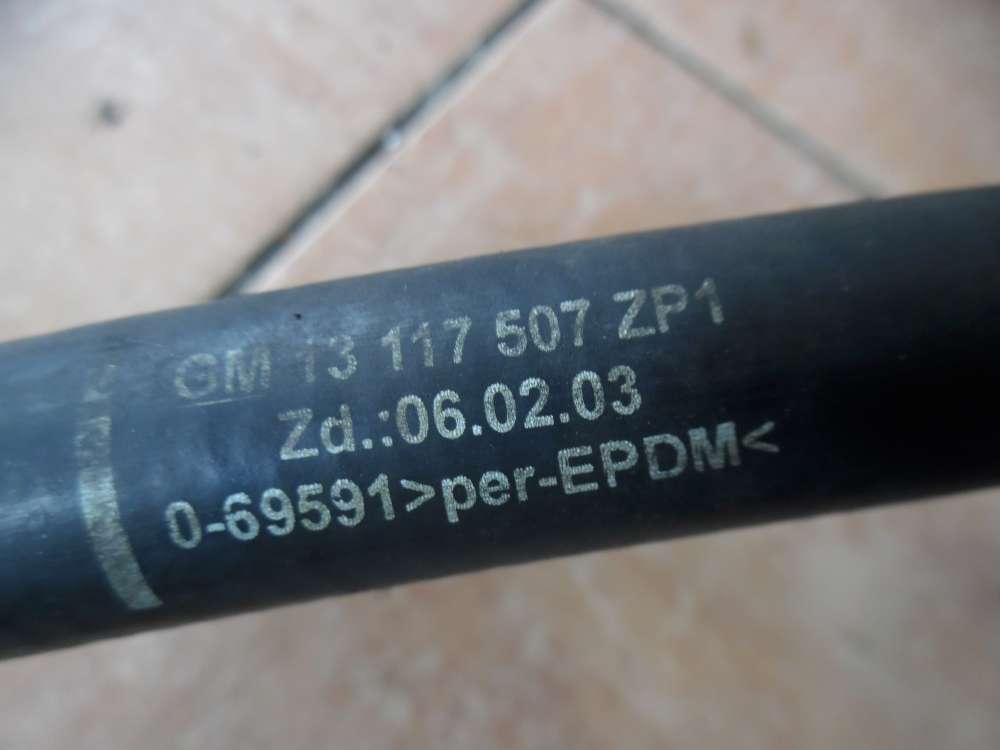 GM 13 117 507 ZP1
Zd.:06.02.03
0-69591>per-EPDM<